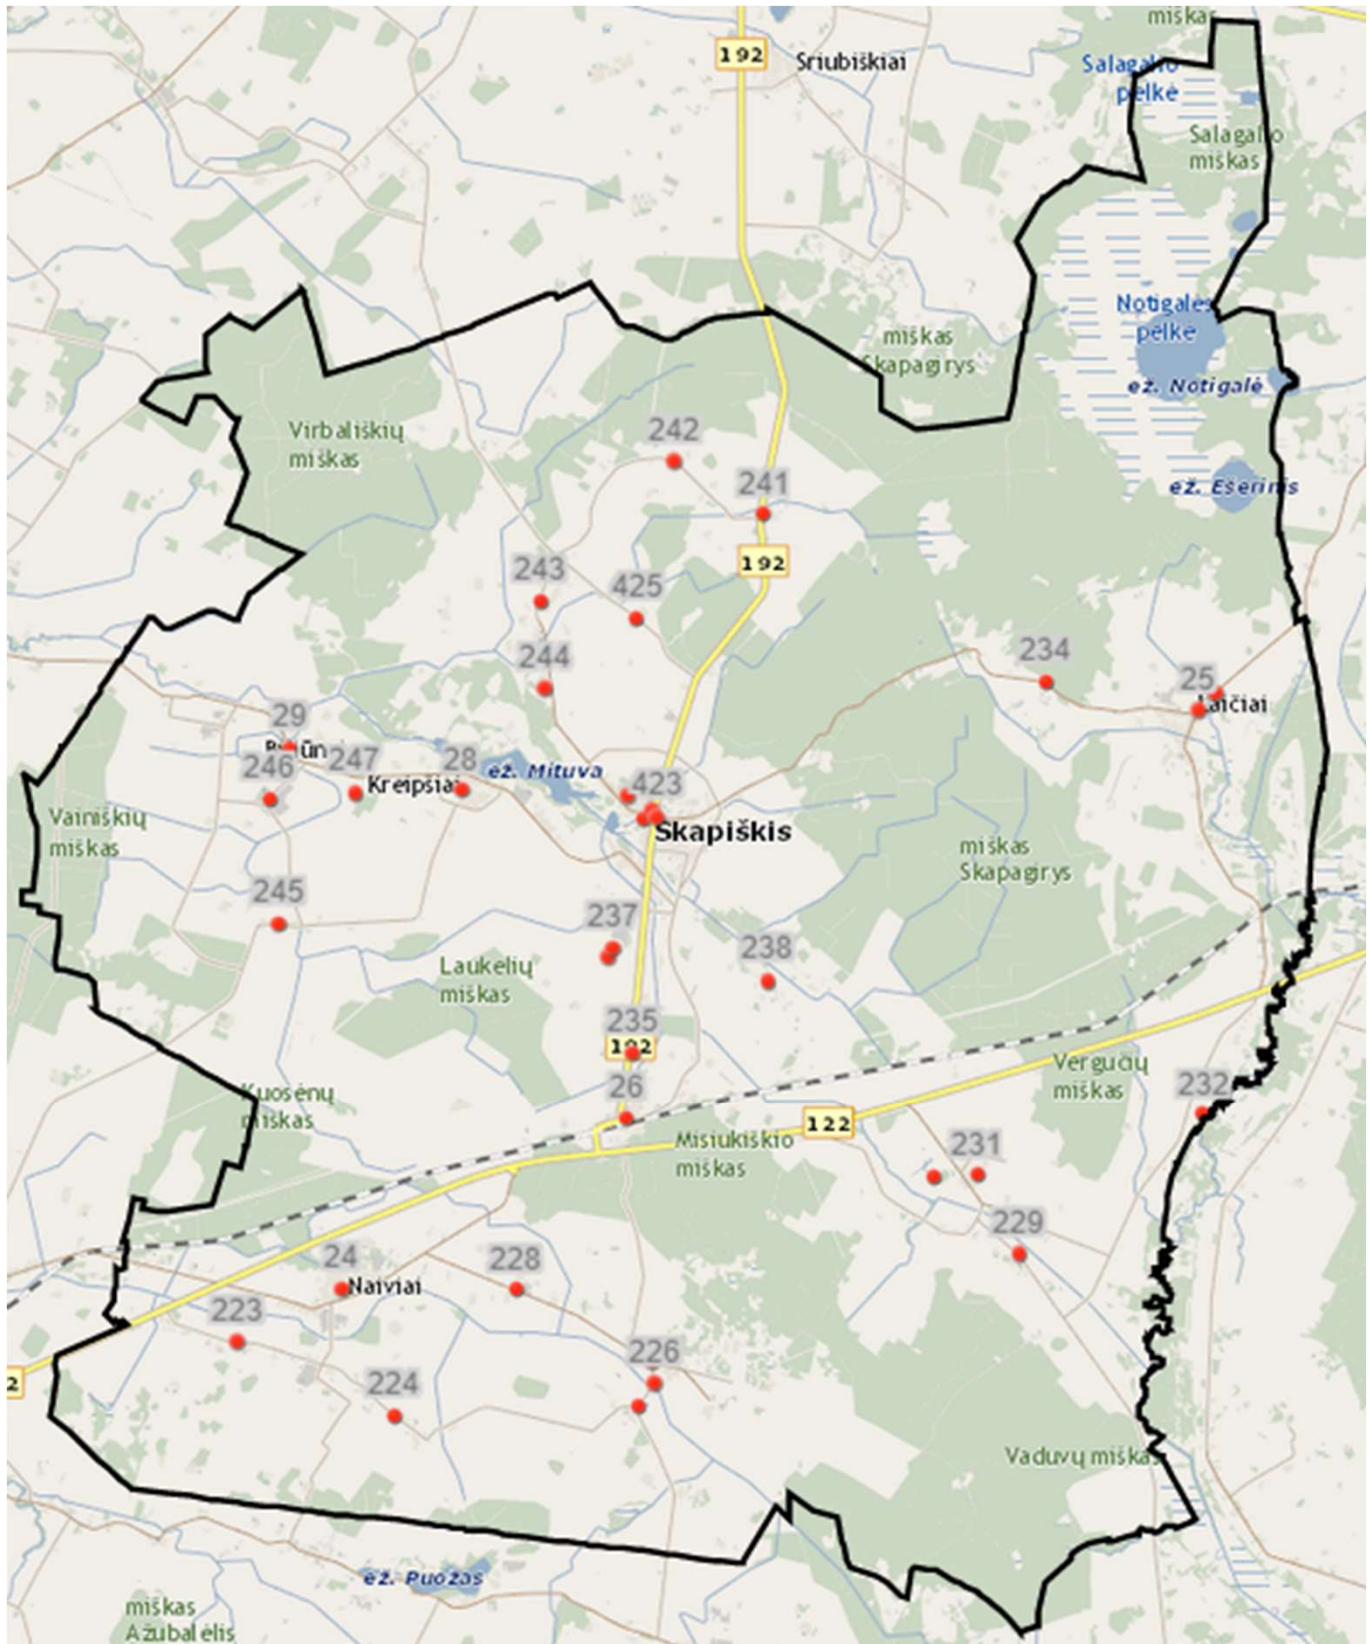 miškas
192
Sriubiškiai
Salagalio
pelkė
Salagalio
miškas
Notigalės
pelkė
miškas
Skapagirys
ež. Notigalė
Virbališkių
miškas
242
241
ež. Ešerinis
192
243
425
244
234
25
Laičiai
29
247
246
Kreipšiai
28
ež. Mituva
423
Skapiškis
Vainiškių
miškas
miškas
Skapagirys
245
237
238
Laukelių
miškas
235
192
26
Vergučių
miškas
232
Kuosėnų
miškas
122
Misiukiškio
miškas
231
229
24
Naiviai
228
223
226
224
2
Vaduvų miškas
ež. Puožas
miškas
Ažubalėlis